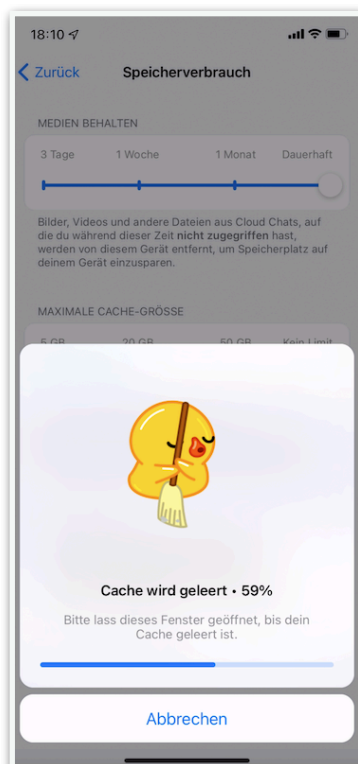 18:10
Zurück
Speicherverbrauch
MEDIEN BEHALTEN
3 Tage 1 Woche 1 Monat Dauerhaft
Bilder, Videos und andere Dateien aus Cloud Chats, auf
die du während dieser Zeit nicht zugegriffen hast,
werden von diesem Gerät entfernt, um Speicherplatz auf
deinem Gerät einzusparen.
MAXIMALE CACHE-GRÖSSE
5 GB 20 GB 50 GB Kein Limit
Cache wird geleert • 59%
Bitte lass dieses Fenster geöffnet, bis dein
Cache geleert ist.
Abbrechen